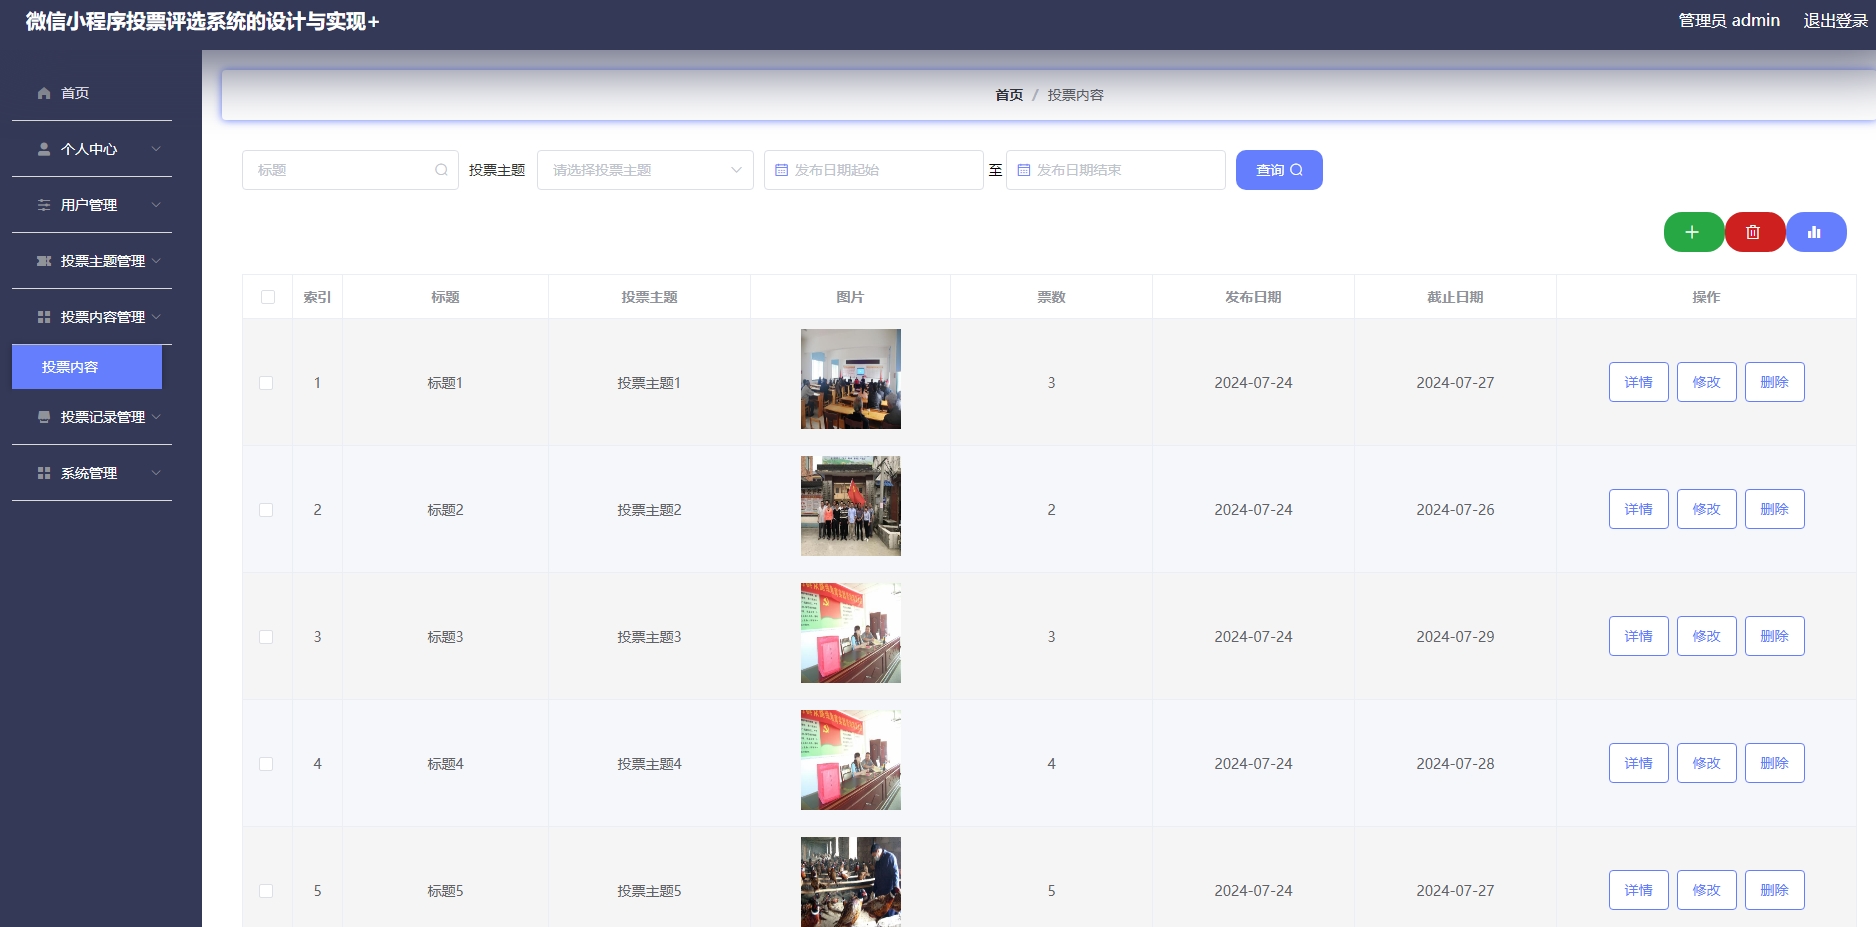 微信小程序投票评选系统的设计与实现+
管理员 admin 退出登录
首页
个人中心
用户管理
投票主题管理
投票内容管理
投票内容
投票记录管理
系统管理
首页 / 投票内容
标题 投票主题 请选择投票主题 发布日期起始 至 发布日期结束 查询
索引 标题 投票主题 图片 票数 发布日期 截止日期 操作
1 标题1 投票主题1 3 2024-07-24 2024-07-27 详情 修改 删除
2 标题2 投票主题2 2 2024-07-24 2024-07-26 详情 修改 删除
3 标题3 投票主题3 3 2024-07-24 2024-07-29 详情 修改 删除
4 标题4 投票主题4 4 2024-07-24 2024-07-28 详情 修改 删除
5 标题5 投票主题5 5 2024-07-24 2024-07-27 详情 修改 删除